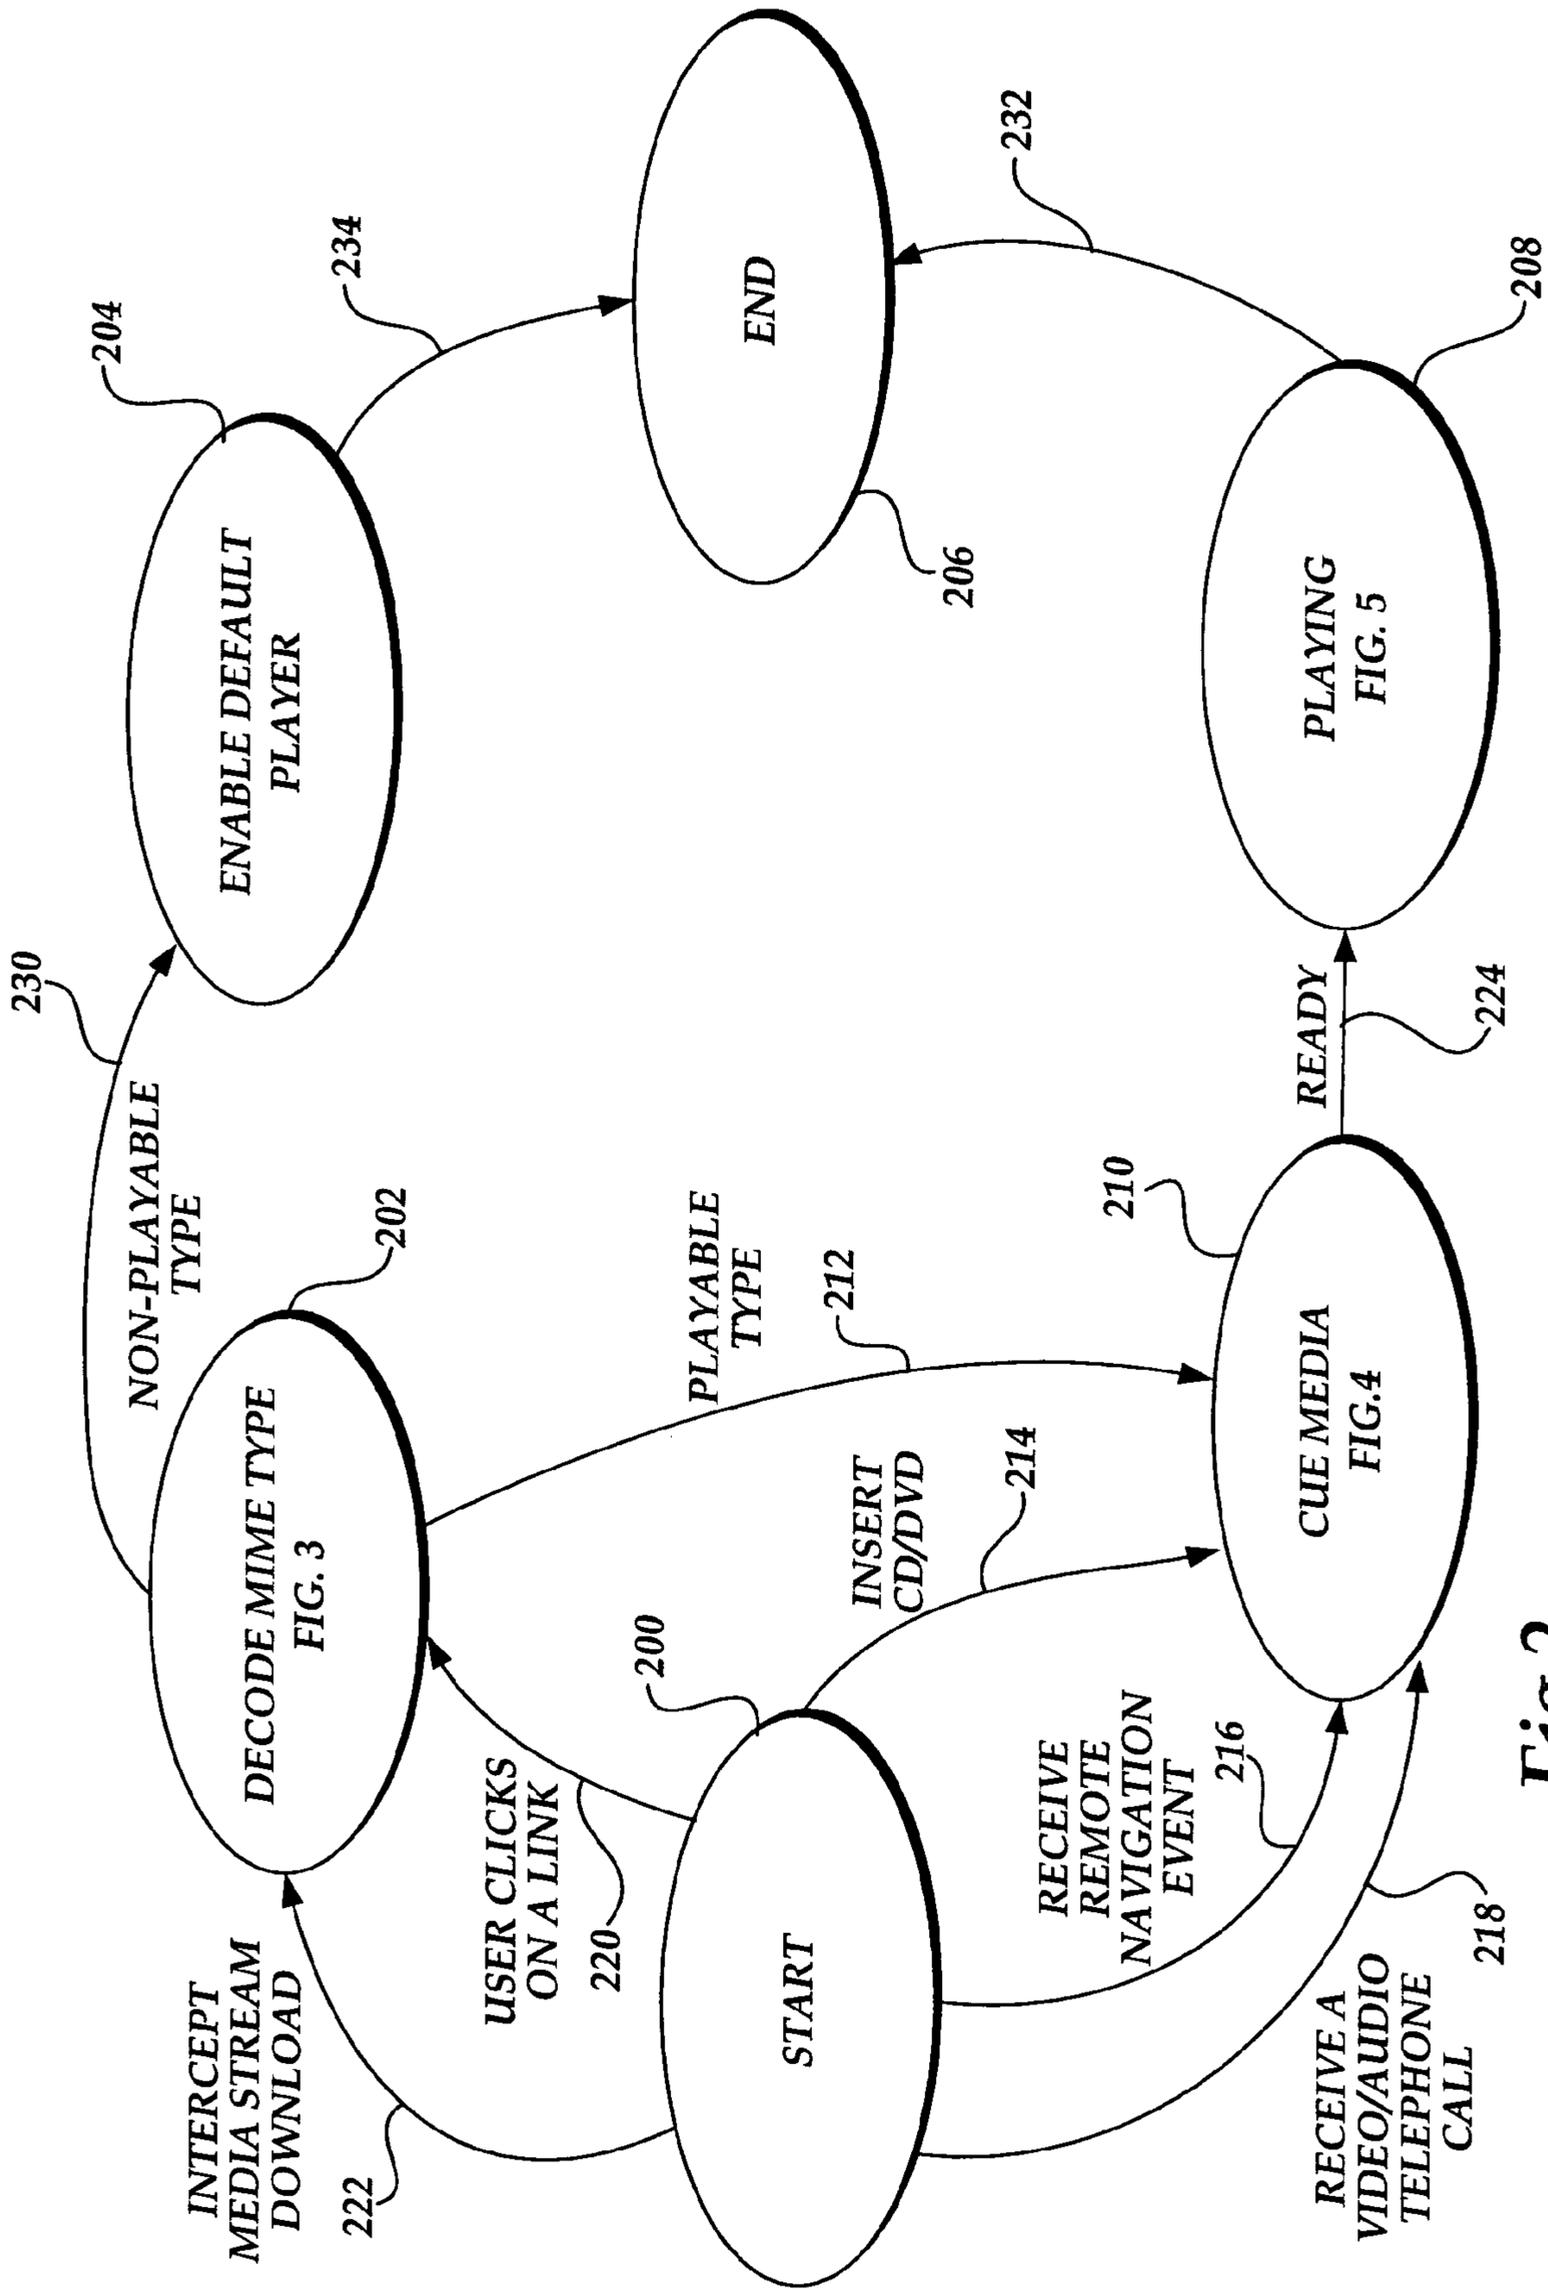 INTERCEPT
MEDIA STREAM
DOWNLOAD
222
DECODE MIME TYPE
FIG. 3
202
NON-PLAYABLE
TYPE
230
ENABLE DEFAULT
PLAYER
204
234
USER CLICKS
ON A LINK
220
START
200
PLAYABLE
TYPE
212
INSERT
CD/DVD
214
END
206
232
RECEIVE
REMOTE
NAVIGATION
EVENT
216
RECEIVE A
VIDEO/AUDIO
TELEPHONE
CALL
218
CUE MEDIA
FIG.4
210
READY
224
PLAYING
FIG. 5
208